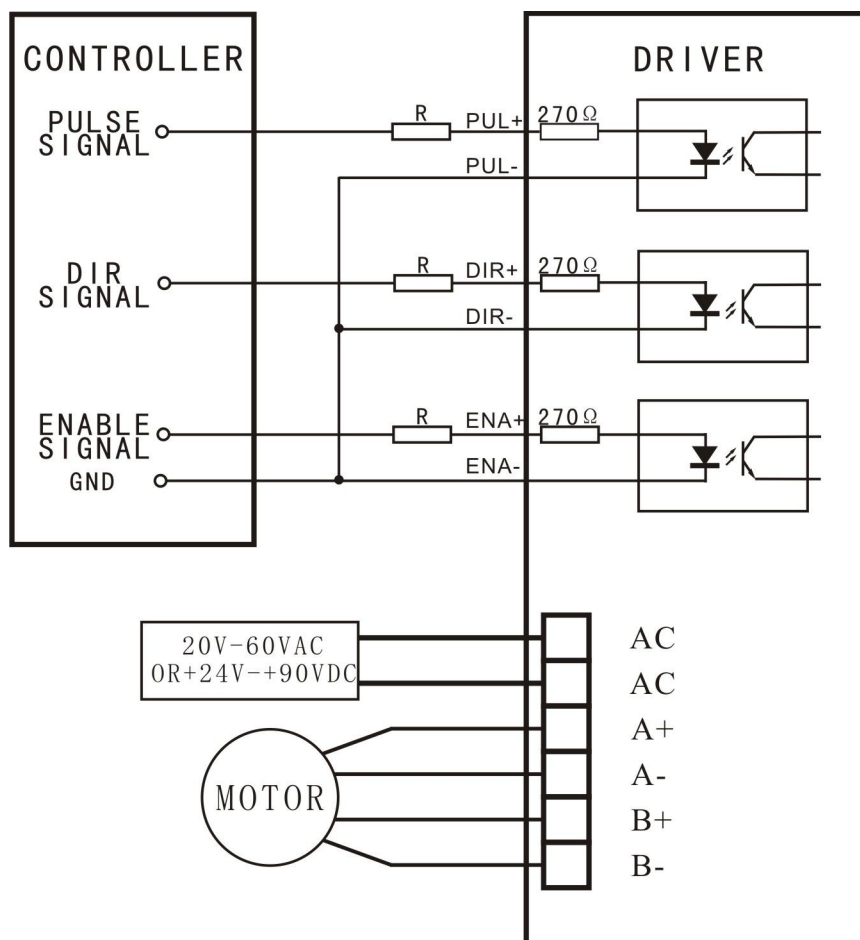 CONTROLLER
DRIVER
PULSE
SIGNAL
R
PUL+
270Ω
PUL-
DIR
SIGNAL
R
DIR+
270Ω
DIR-
ENABLE
SIGNAL
R
ENA+
270Ω
ENA-
GND
20V-60VAC
OR+24V-+90VDC
AC
AC
A+
A-
B+
B-
MOTOR